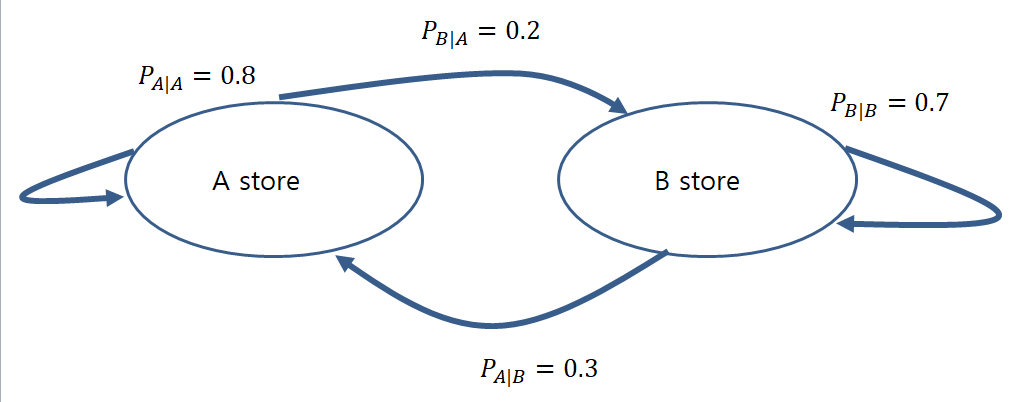 P_{B|A} = 0.2
P_{A|A} = 0.8
P_{B|B} = 0.7
A store
B store
P_{A|B} = 0.3